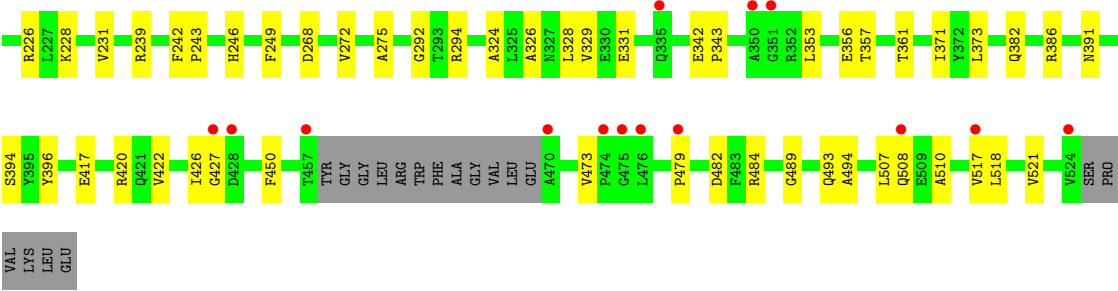 R226 L227 K228 V231 R239 F242 P243 H246 F249 D268 V272 A275 G292 T293 R294 A324 L325 A326 N327 L328 V329 E330 E331 Q335 E342 P343 A350 G351 R352 L353 E356 T357 T361 I371 Y372 L373 Q382 R386 N391
S394 Y395 Y396 E417 R420 Q421 V422 I426 G427 D428 F450 T457 TYR GLY GLY LEU ARG TRP PHE ALA GLY VAL LEU GLU A470 V473 P474 G475 L476 P479 D482 F483 R484 G489 Q493 A494 L507 Q508 E509 A510 V517 L518 V521 V524 SER PRO
VAL LYS LEU GLU